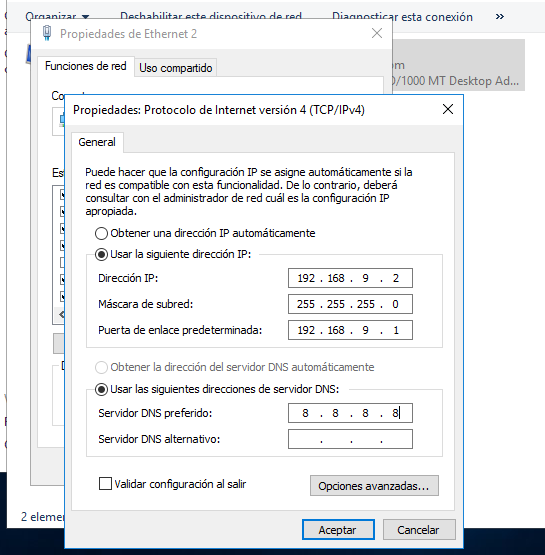 Organizar
Deshabilitar este dispositivo de red
Diagnosticar esta conexión
»
Propiedades de Ethernet 2
Funciones de red
Uso compartido
0/1000 MT Desktop Ad...
Propiedades: Protocolo de Internet versión 4 (TCP/IPv4)
General
Puede hacer que la configuración IP se asigne automáticamente si la
red es compatible con esta funcionalidad. De lo contrario, deberá
consultar con el administrador de red cuál es la configuración IP
apropiada.
Obtener una dirección IP automáticamente
Usar la siguiente dirección IP:
Dirección IP:
192 . 168 . 9 . 2
Máscara de subred:
255 . 255 . 255 . 0
Puerta de enlace predeterminada:
192 . 168 . 9 . 1
Obtener la dirección del servidor DNS automáticamente
Usar las siguientes direcciones de servidor DNS:
Servidor DNS preferido:
8 . 8 . 8 . 8
Servidor DNS alternativo:
. . .
Validar configuración al salir
Opciones avanzadas...
2 eleme
Aceptar
Cancelar